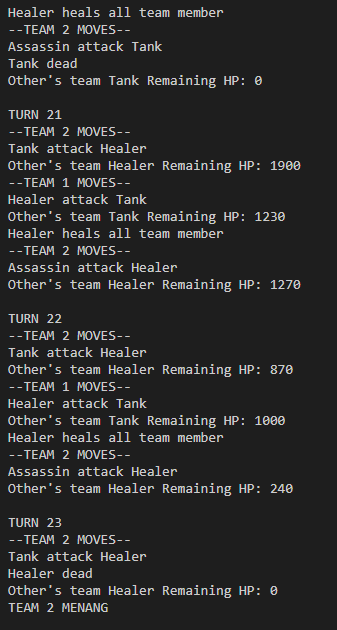 Healer heals all team member
--TEAM 2 MOVES--
Assassin attack Tank
Tank dead
Other's team Tank Remaining HP: 0
TURN 21
--TEAM 2 MOVES--
Tank attack Healer
Other's team Healer Remaining HP: 1900
--TEAM 1 MOVES--
Healer attack Tank
Other's team Tank Remaining HP: 1230
Healer heals all team member
--TEAM 2 MOVES--
Assassin attack Healer
Other's team Healer Remaining HP: 1270
TURN 22
--TEAM 2 MOVES--
Tank attack Healer
Other's team Healer Remaining HP: 870
--TEAM 1 MOVES--
Healer attack Tank
Other's team Tank Remaining HP: 1000
Healer heals all team member
--TEAM 2 MOVES--
Assassin attack Healer
Other's team Healer Remaining HP: 240
TURN 23
--TEAM 2 MOVES--
Tank attack Healer
Healer dead
Other's team Healer Remaining HP: 0
TEAM 2 MENANG